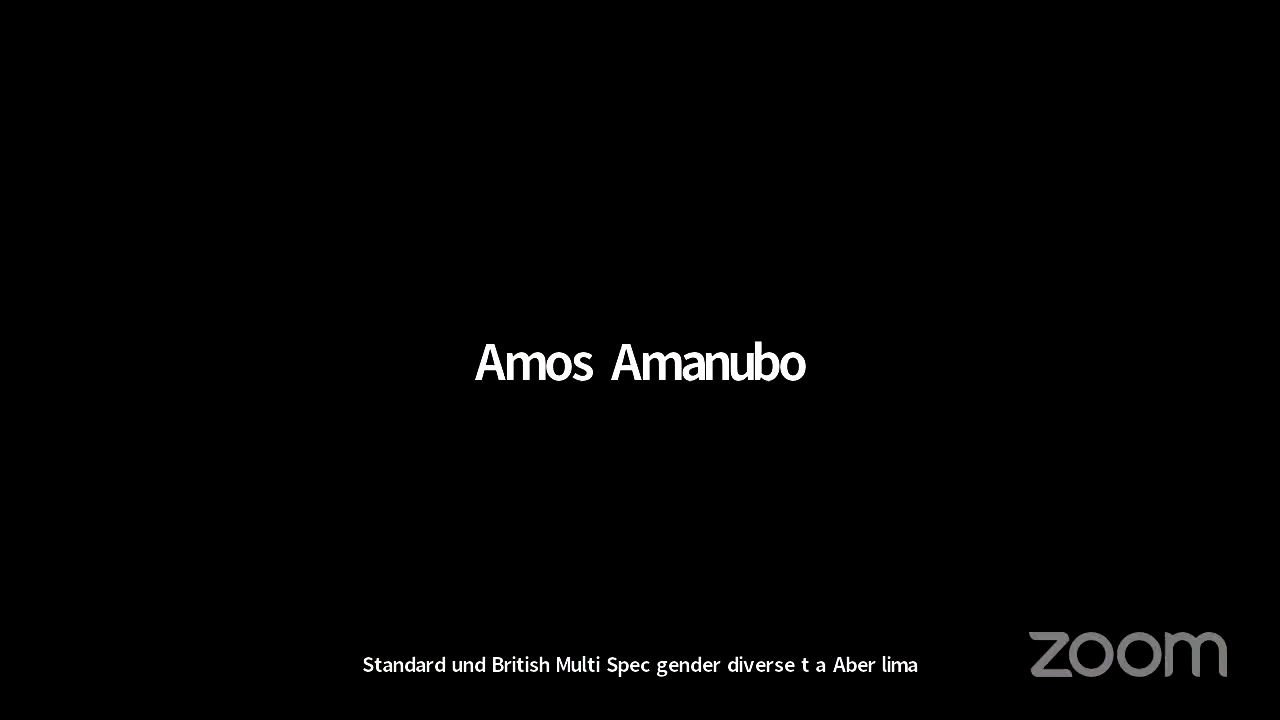 Amos Amanubo
Standard und British Multi Spec gender diverse t a Aber lima
zoom